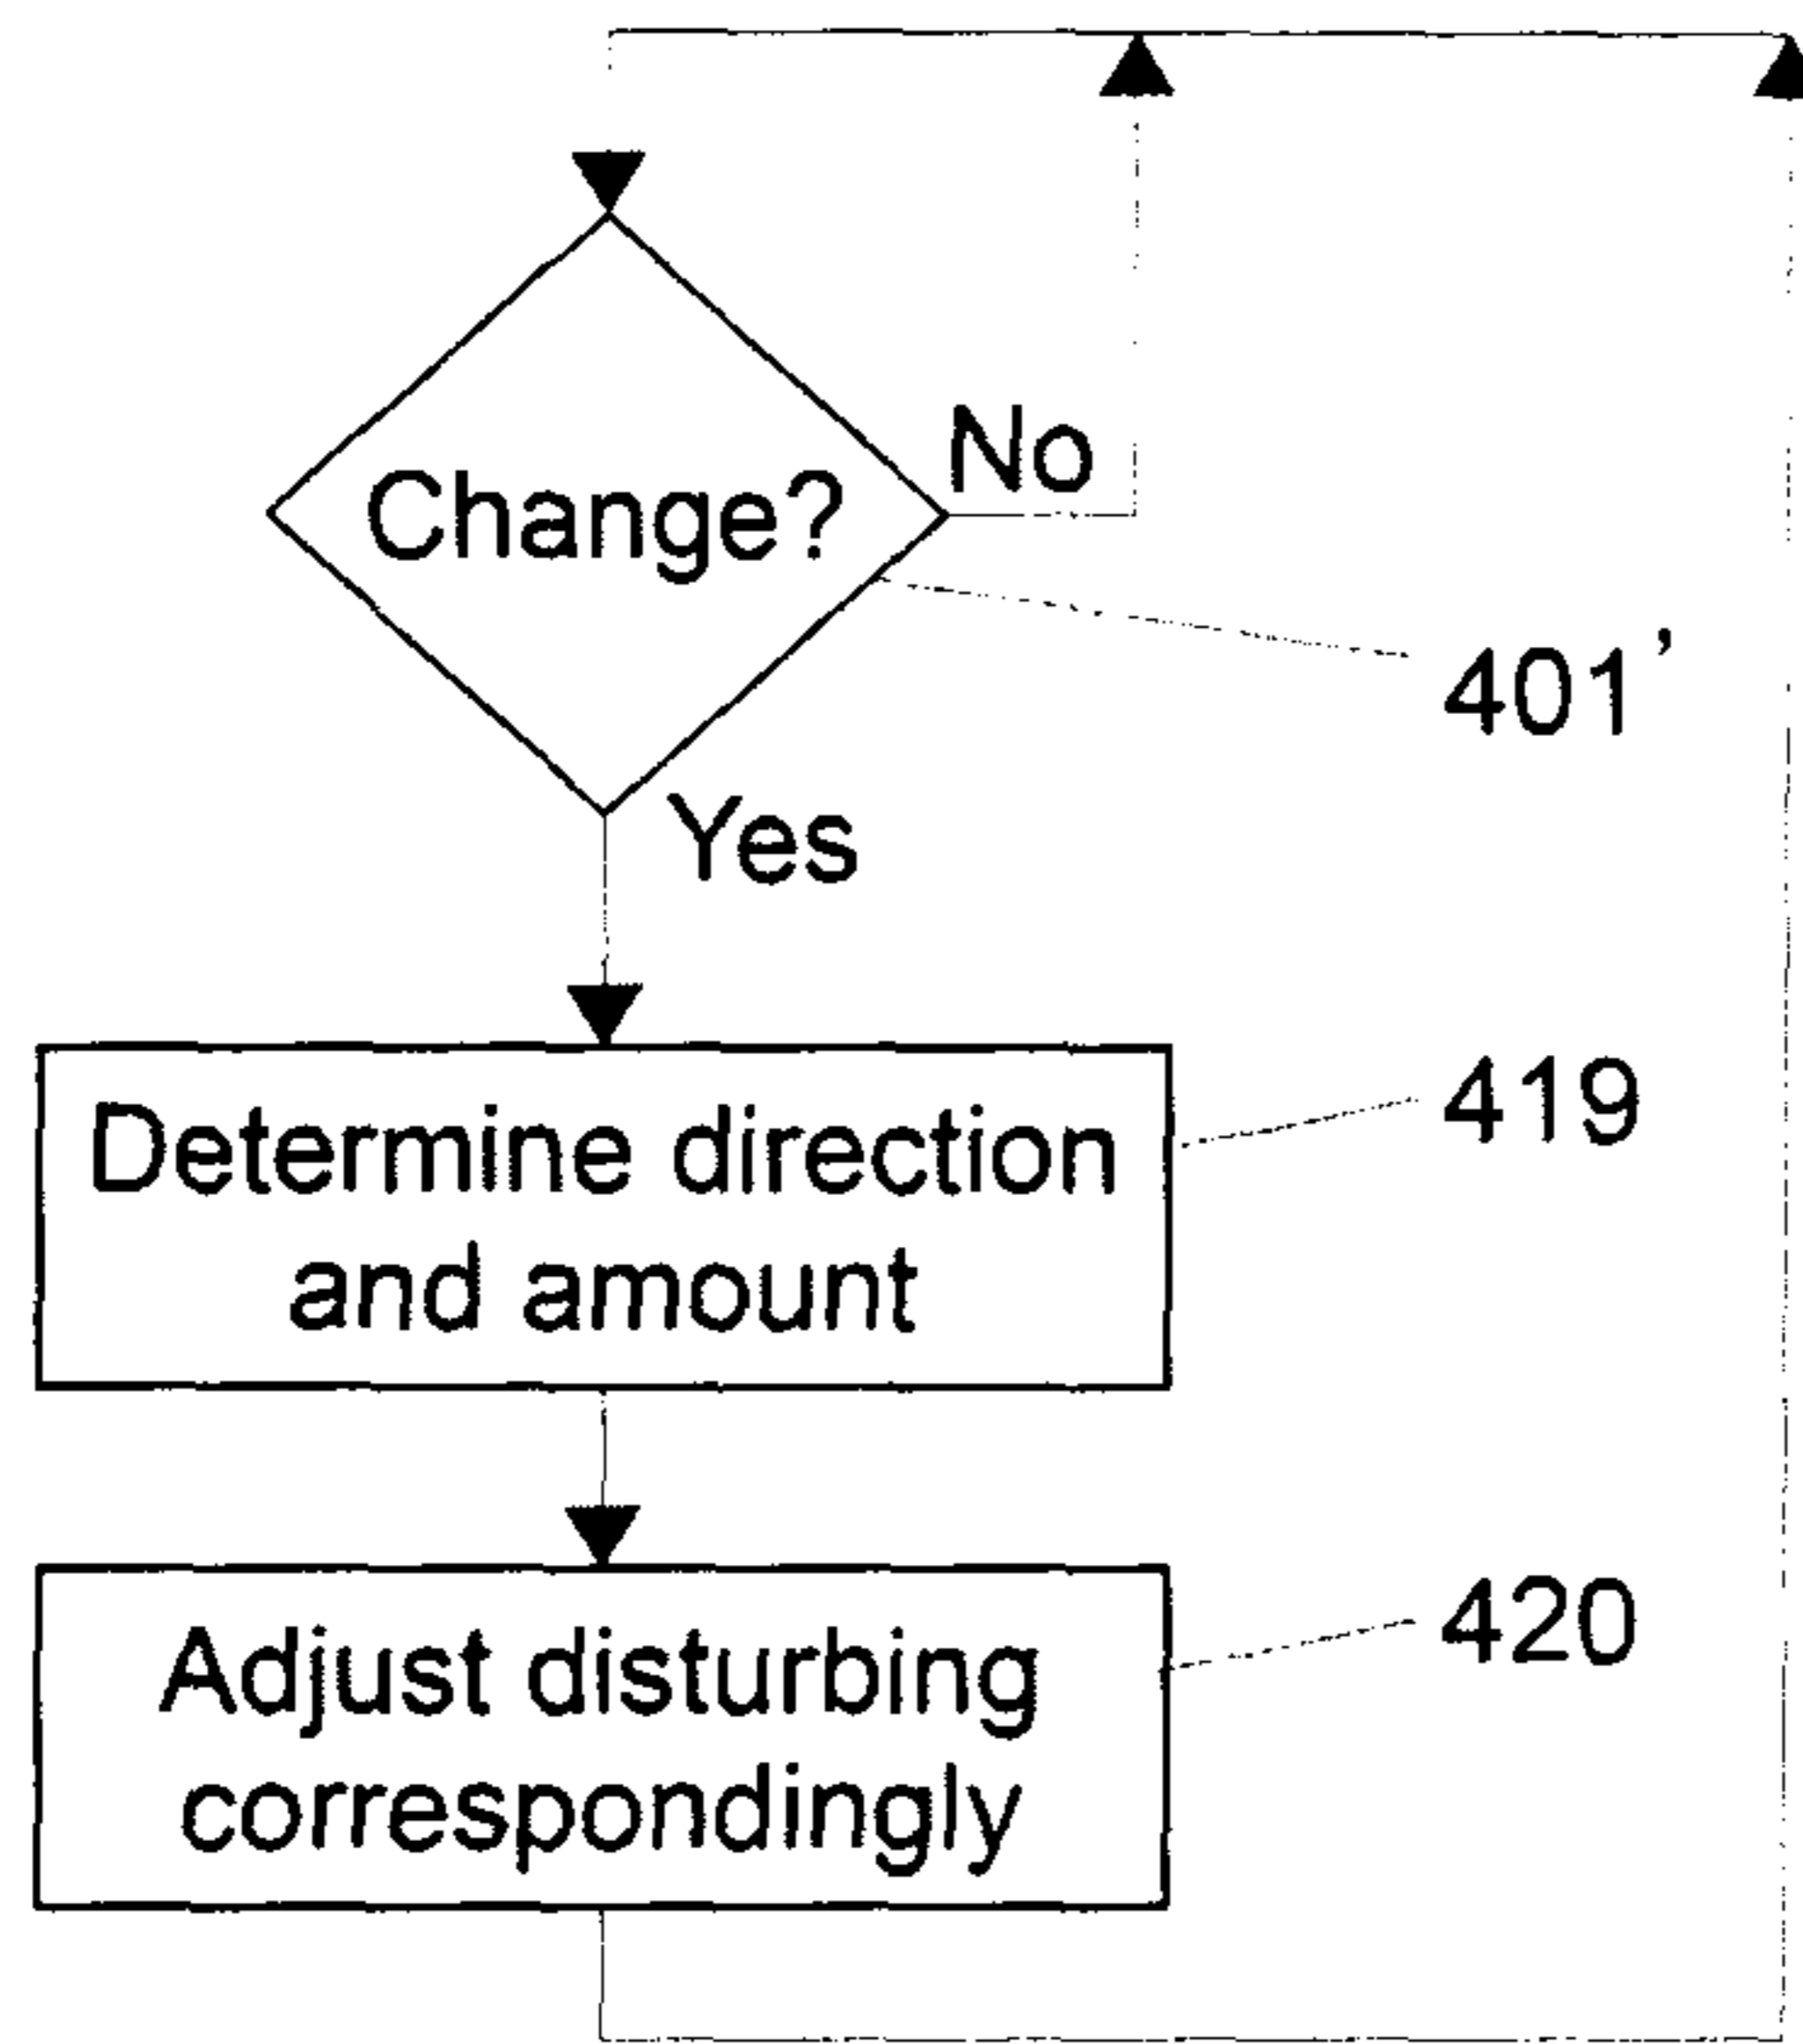 No
Change?
401'
Yes
Determine direction
and amount
419
Adjust disturbing
correspondingly
420